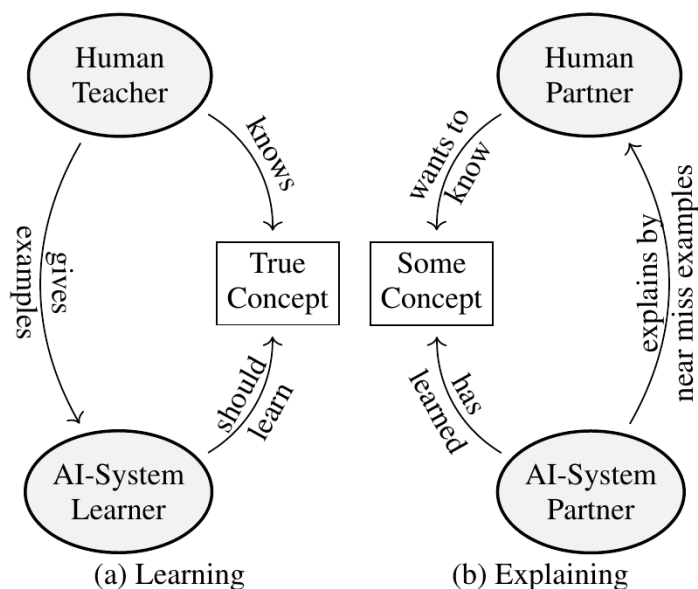 Human
Teacher
knows
gives
examples
True
Concept
should
learn
AI-System
Learner
(a) Learning
Human
Partner
wants to
know
Some
Concept
explains by
near miss examples
has
learned
AI-System
Partner
(b) Explaining